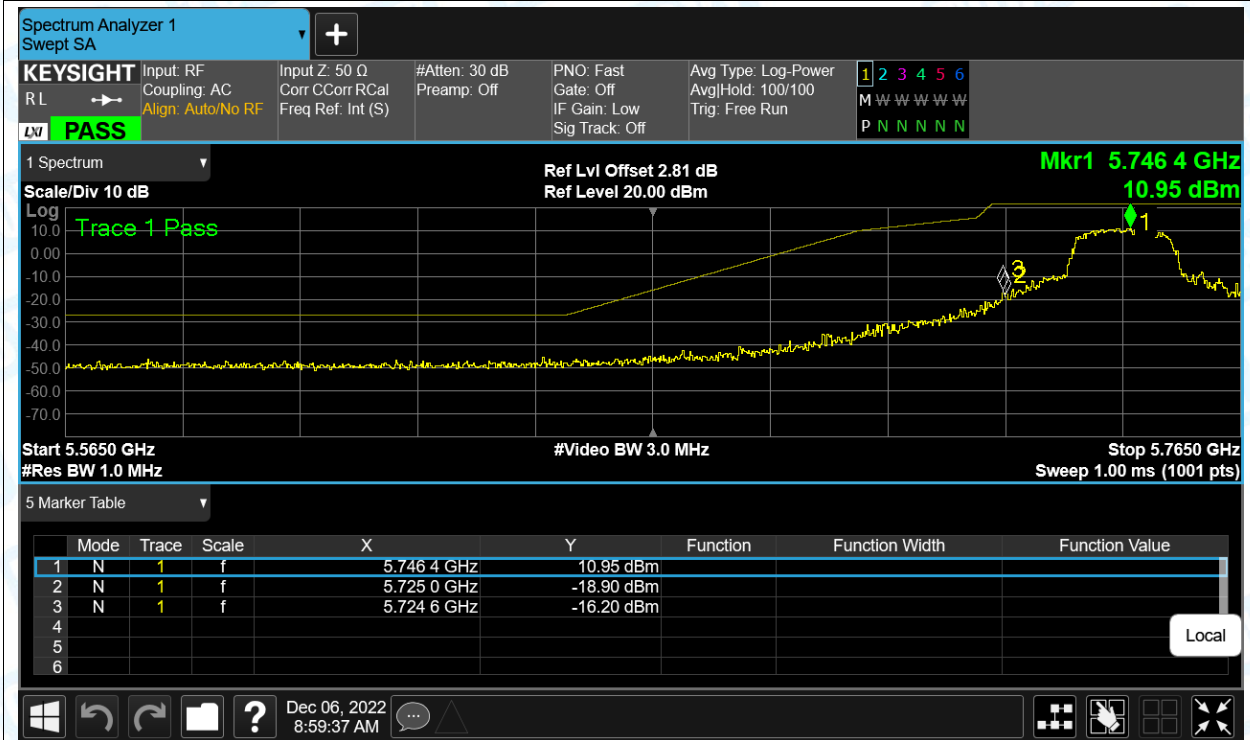 Spectrum Analyzer 1
Swept SA
+
KEYSIGHT
R L
LXI PASS
Input: RF
Coupling: AC
Align: Auto/No RF
Input Z: 50 Ω
Corr CCorr RCal
Freq Ref: Int (S)
#Atten: 30 dB
Preamp: Off
PNO: Fast
Gate: Off
IF Gain: Low
Sig Track: Off
Avg Type: Log-Power
Avg|Hold: 100/100
Trig: Free Run
1 2 3 4 5 6
M W W W W W
P N N N N N
1 Spectrum
Scale/Div 10 dB
Ref Lvl Offset 2.81 dB
Ref Level 20.00 dBm
Mkr1 5.746 4 GHz
10.95 dBm
Log
Trace 1 Pass
10.0
0.00
-10.0
-20.0
-30.0
-40.0
-50.0
-60.0
-70.0
1
3
2
Start 5.5650 GHz
#Res BW 1.0 MHz
#Video BW 3.0 MHz
Stop 5.7650 GHz
Sweep 1.00 ms (1001 pts)
5 Marker Table
Mode Trace Scale X Y Function Function Width Function Value
1 N 1 f 5.746 4 GHz 10.95 dBm
2 N 1 f 5.725 0 GHz -18.90 dBm
3 N 1 f 5.724 6 GHz -16.20 dBm
4
5
6
Local
?
Dec 06, 2022
8:59:37 AM